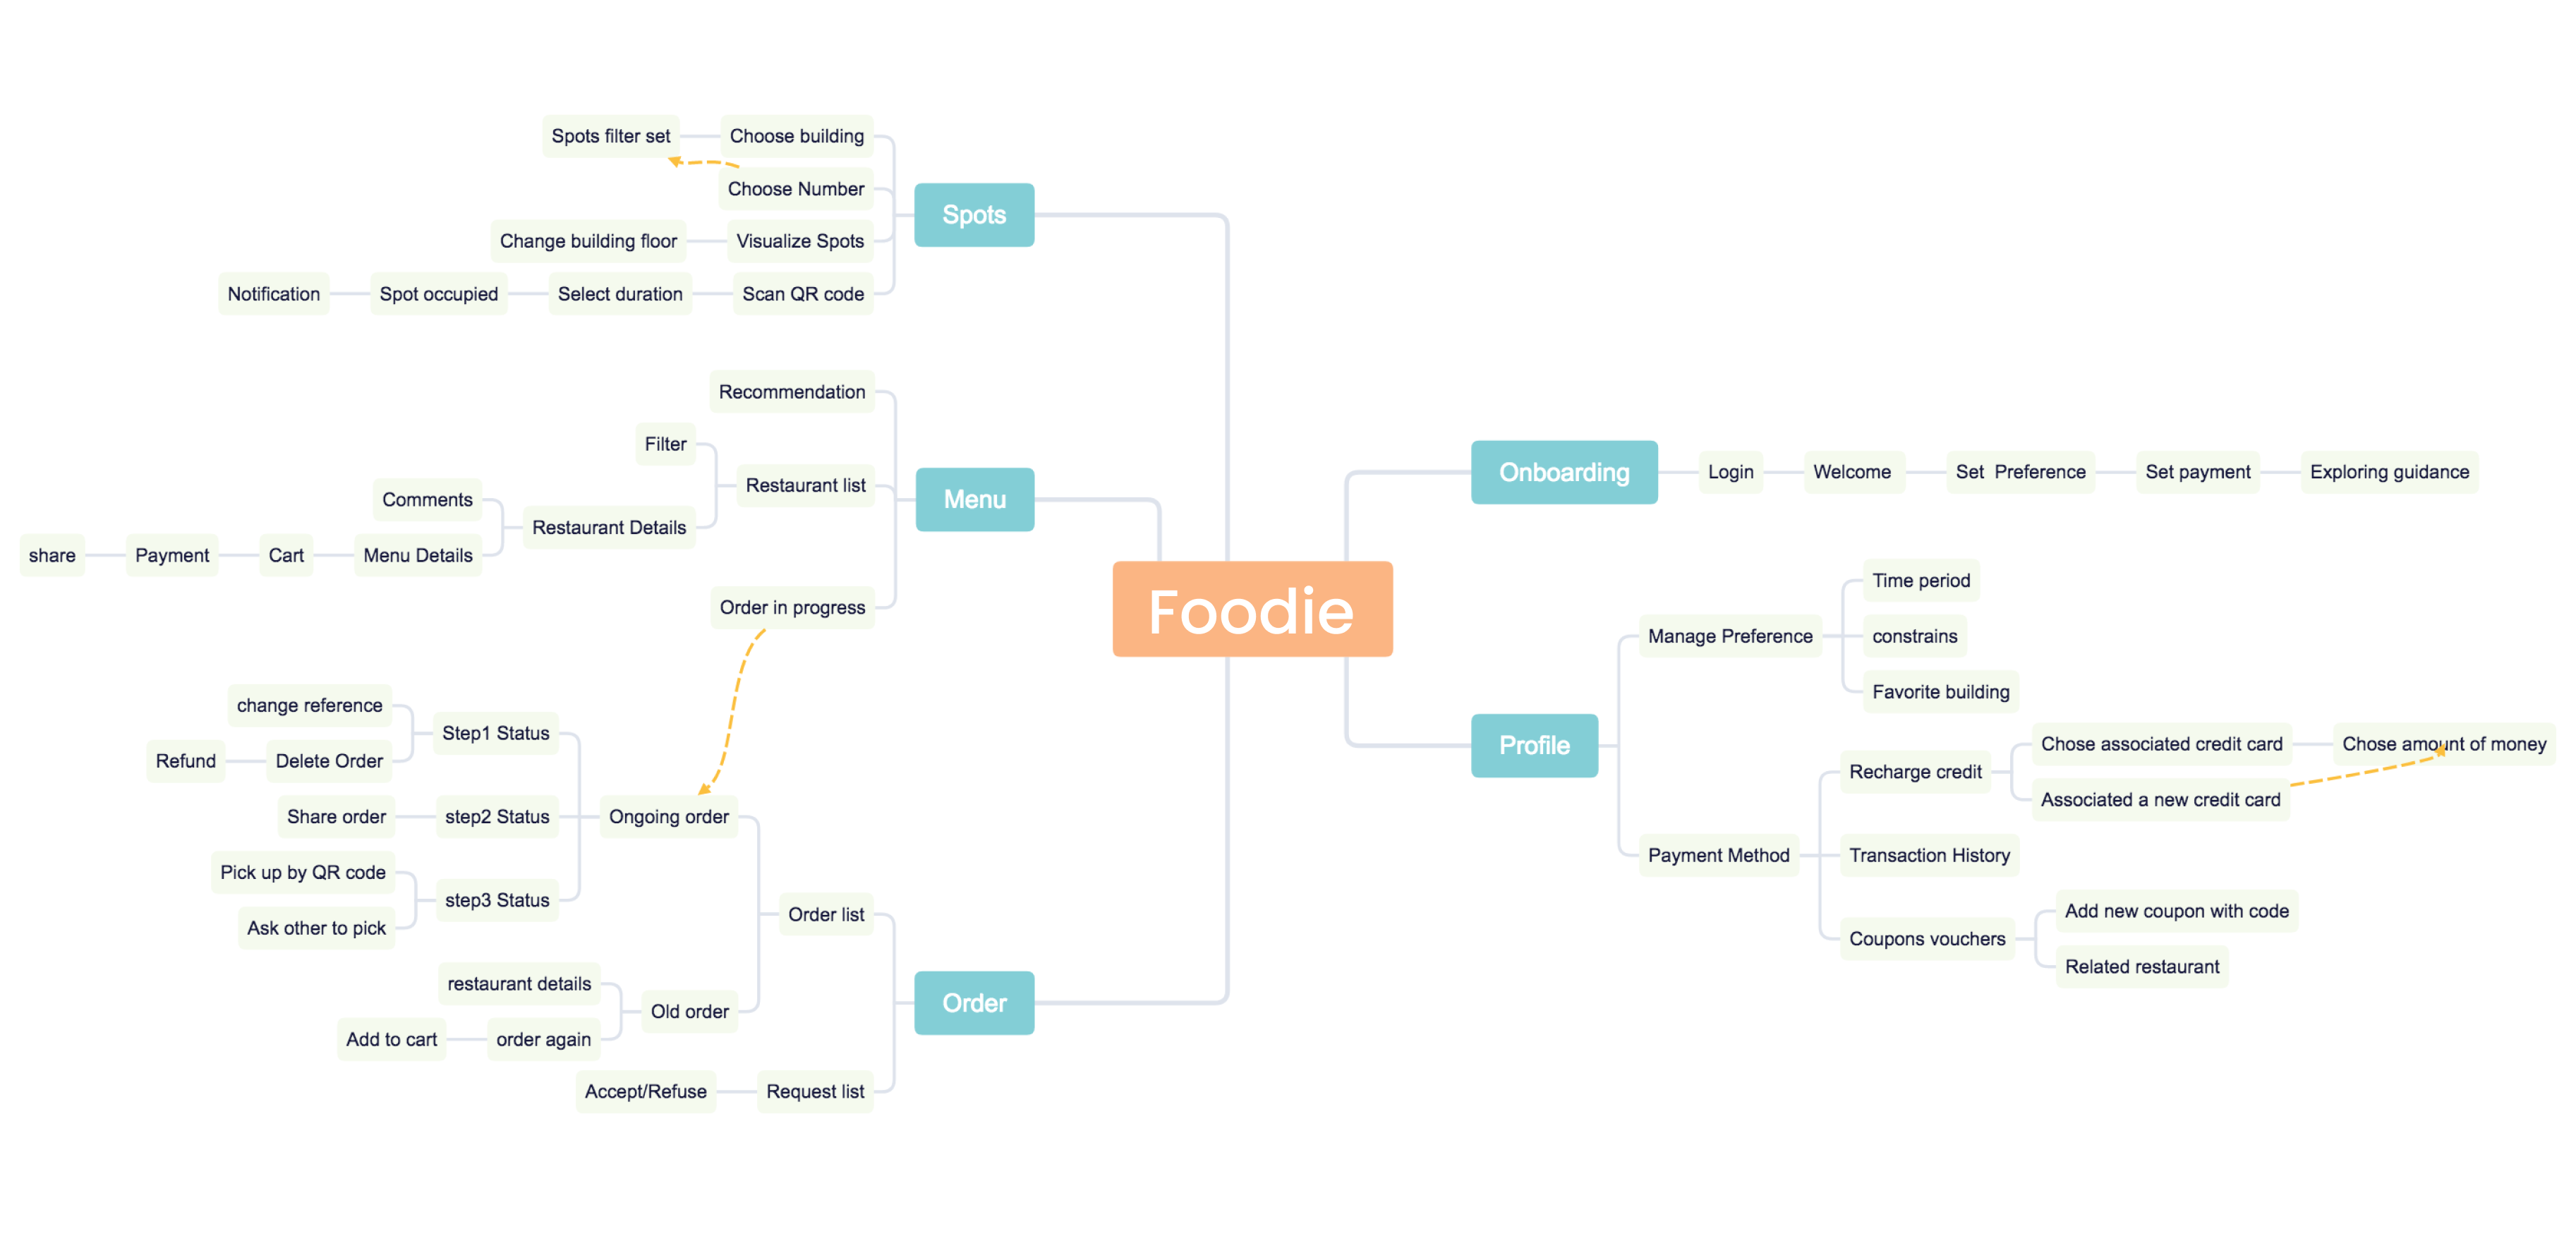 Foodie
Spots
Choose building
Spots filter set
Choose Number
Visualize Spots
Change building floor
Scan QR code
Select duration
Spot occupied
Notification
Menu
Recommendation
Restaurant list
Filter
Restaurant Details
Comments
Menu Details
Cart
Payment
share
Order in progress
Order
Order list
Ongoing order
Step1 Status
change reference
Delete Order
Refund
step2 Status
Share order
step3 Status
Pick up by QR code
Ask other to pick
Old order
restaurant details
order again
Add to cart
Request list
Accept/Refuse
Onboarding
Login
Welcome
Set  Preference
Set payment
Exploring guidance
Profile
Manage Preference
Time period
constrains
Favorite building
Payment Method
Recharge credit
Chose associated credit card
Chose amount of money
Associated a new credit card
Transaction History
Coupons vouchers
Add new coupon with code
Related restaurant